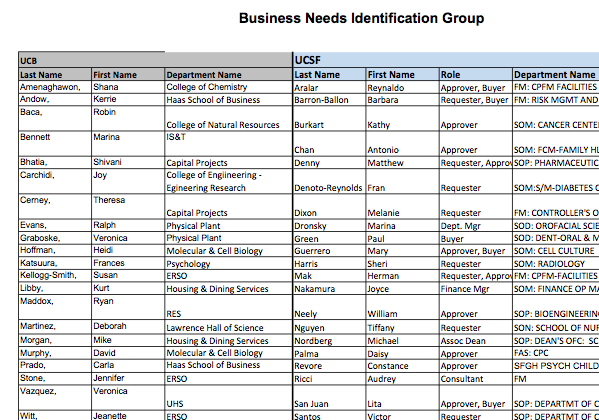 Business Needs Identification Group
UCB UCSF
Last Name First Name Department Name Last Name First Name Role Department Name
Amenaghawon, Shana College of Chemistry Aralar Reynaldo Approver, Buyer FM: CPFM FACILITIES
Andow, Kerrie Haas School of Business Barron-Ballon Barbara Requester, Buyer FM: RISK MGMT AND
Baca, Robin College of Natural Resources Burkart Kathy Approver SOM: CANCER CENTE
Bennett Marina IS&T Chan Antonio Approver SOM: FCM-FAMILY HL
Bhatia, Shivani Capital Projects Denny Matthew Requester, Approv SOP: PHARMACEUTIC
Carchidi, Joy College of Engiineering -
Egineering Research Denoto-Reynolds Fran Requester SOM:S/M-DIABETES C
Cerney, Theresa Capital Projects Dixon Melanie Requester FM: CONTROLLER'S O
Evans, Ralph Physical Plant Dronsky Marina Dept. Mgr SOD: OROFACIAL SCIE
Graboske, Veronica Physical Plant Green Paul Buyer SOD: DENT-ORAL & M
Hoffman, Heidi Molecular & Cell Biology Guerrero Mary Approver, Buyer SOM: CELL CULTURE
Katsuura, Frances Psychology Harris Sheri Requester SOM: RADIOLOGY
Kellogg-Smith, Susan ERSO Mak Herman Requester, Approv FM: CPFM-FACILITIES
Libby, Kurt Housing & Dining Services Nakamura Joyce Finance Mgr SOM: FINANCE OP MA
Maddox, Ryan RES Neely William Approver SOP: BIOENGINEERIN
Martinez, Deborah Lawrence Hall of Science Nguyen Tiffany Requester SON: SCHOOL OF NUR
Morgan, Mike Housing & Dining Services Nordberg Michael Assoc Dean SOP: DEAN'S OFC: SC
Murphy, David Molecular & Cell Biology Palma Daisy Approver FAS: CPC
Prado, Carla Haas School of Business Revore Constance Approver SFGH PSYCH CHILD
Stone, Jennifer ERSO Ricci Audrey Consultant FM
Vazquez, Veronica UHS San Juan Lita Approver, Buyer SOP: DEPARTMT OF C
Witt, Jeanette ERSO Santos Victor Requester SOP: DEPARTMT OF C